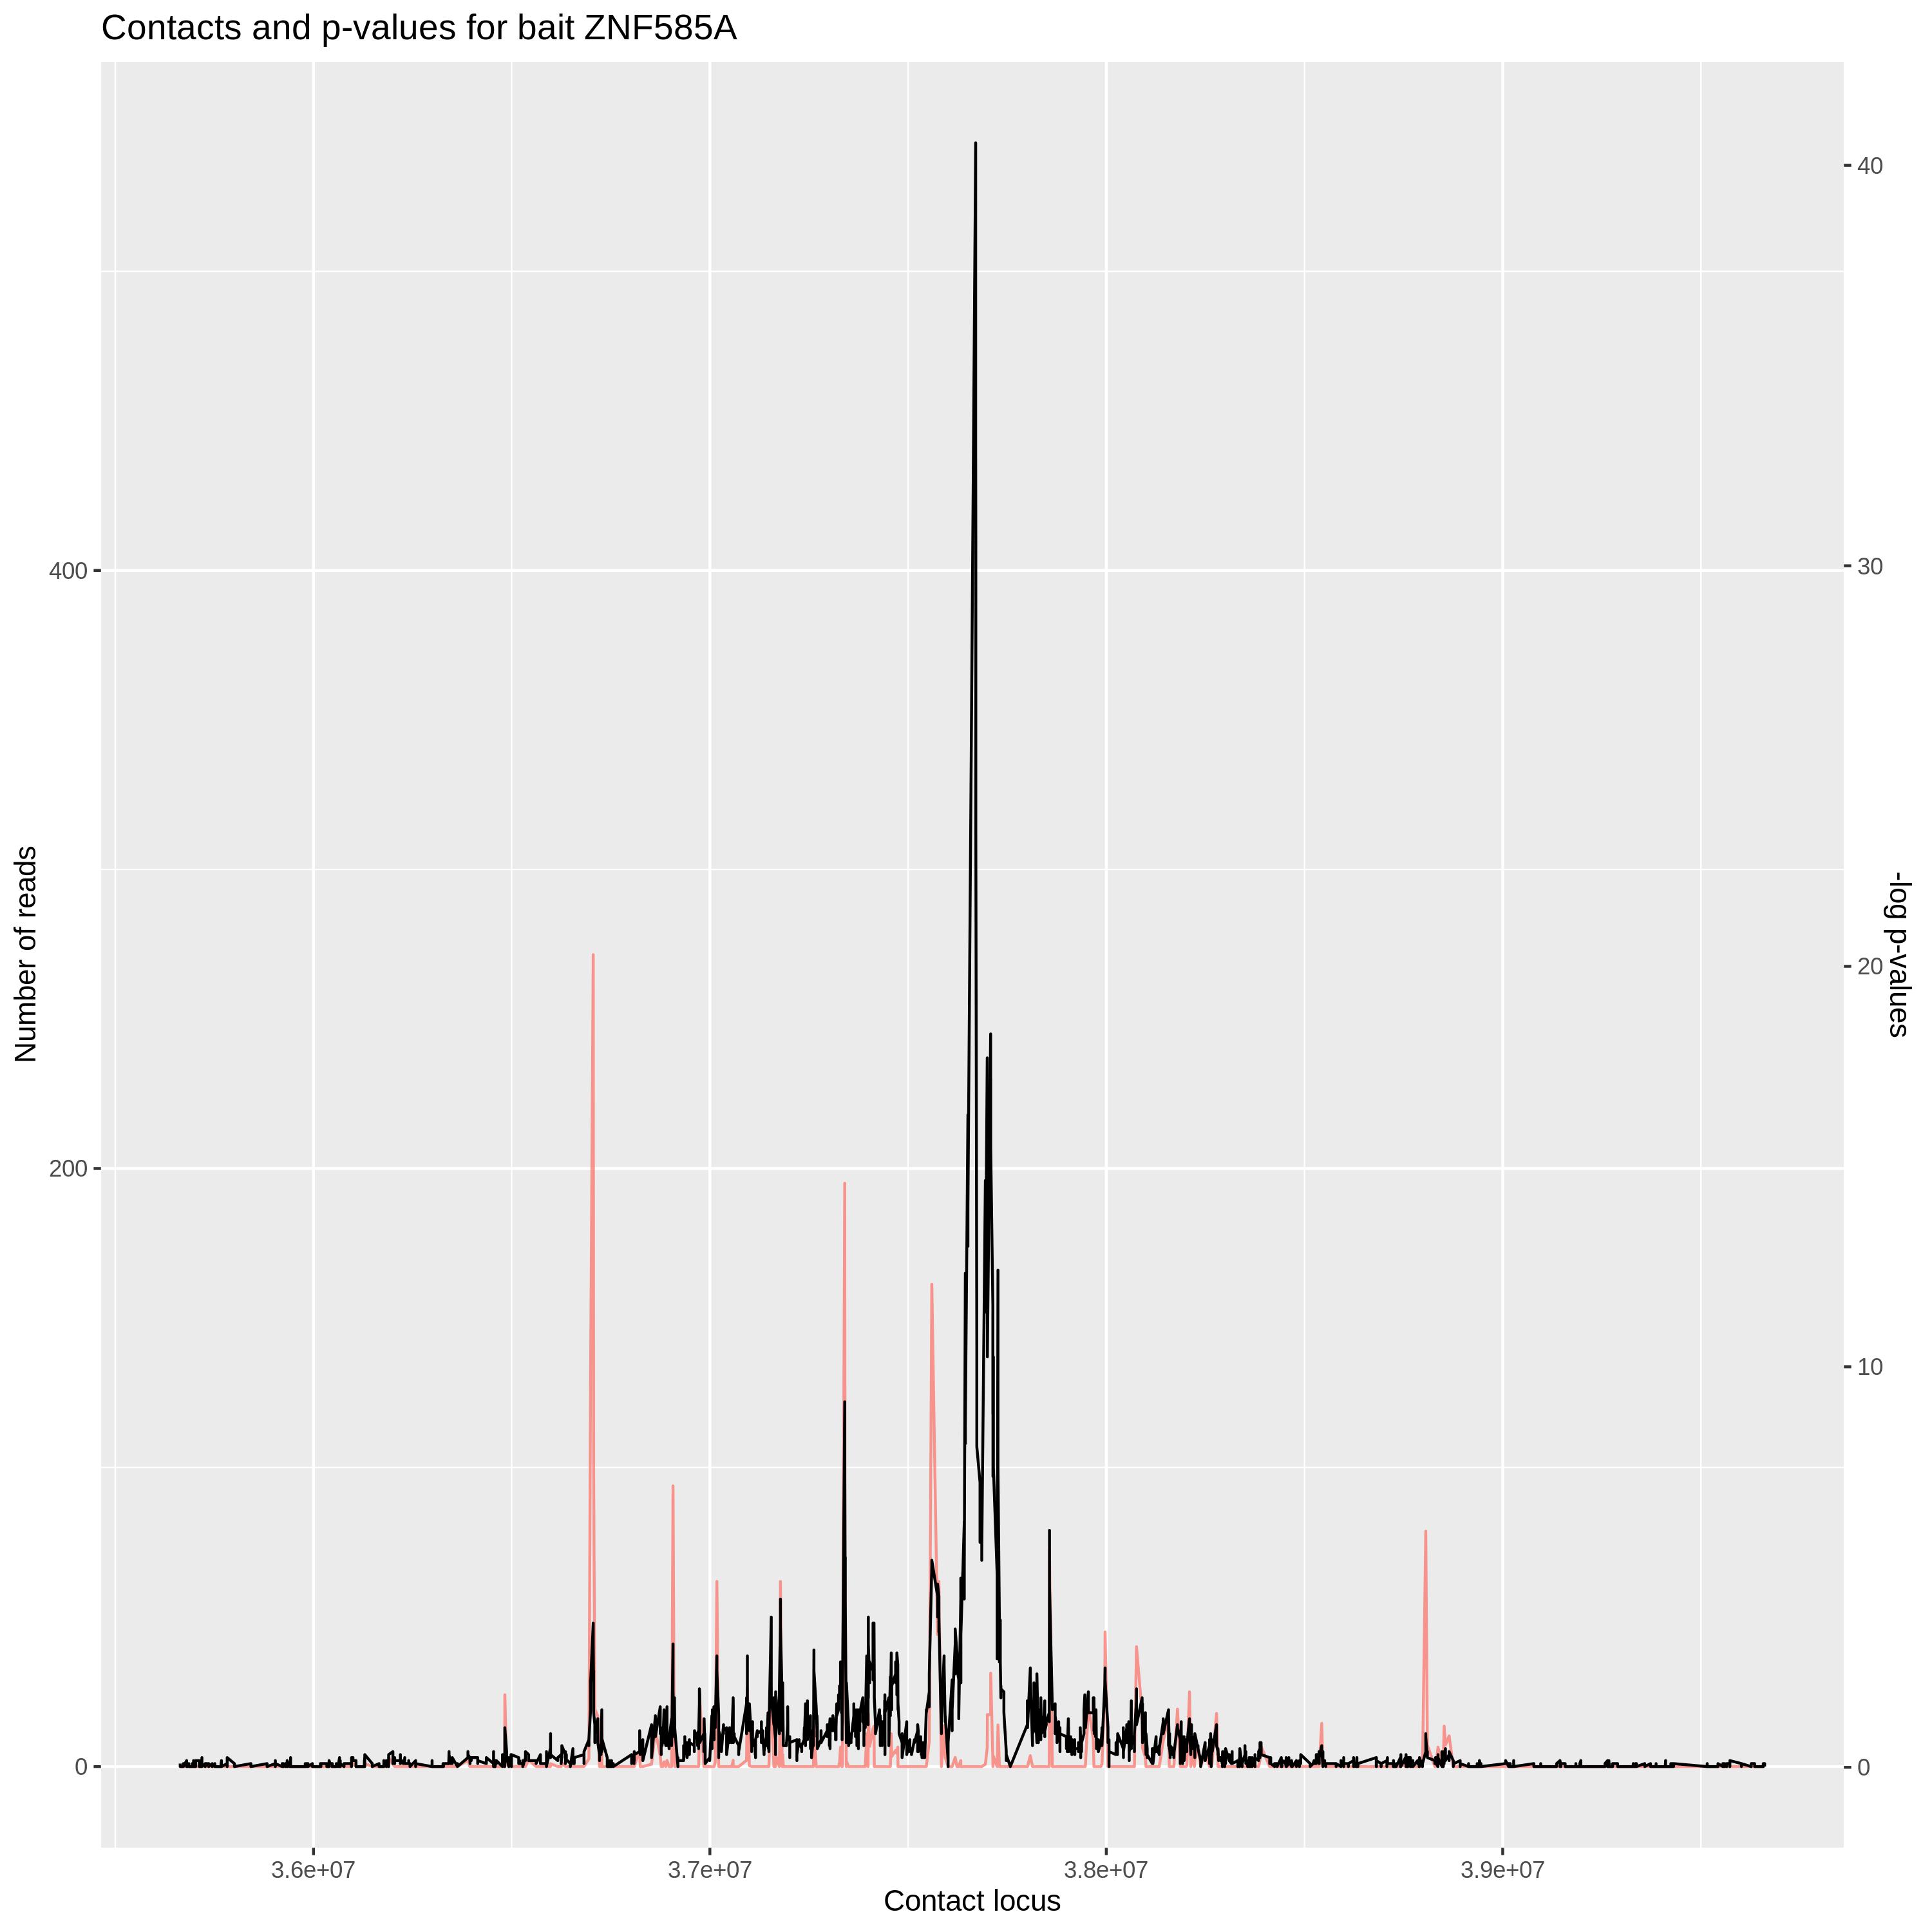 Contacts and p-values for bait ZNF585A
Number of reads
400
200
0
40
30
20
10
0
-log p-values
3.6e+07
3.7e+07
3.8e+07
3.9e+07
Contact locus